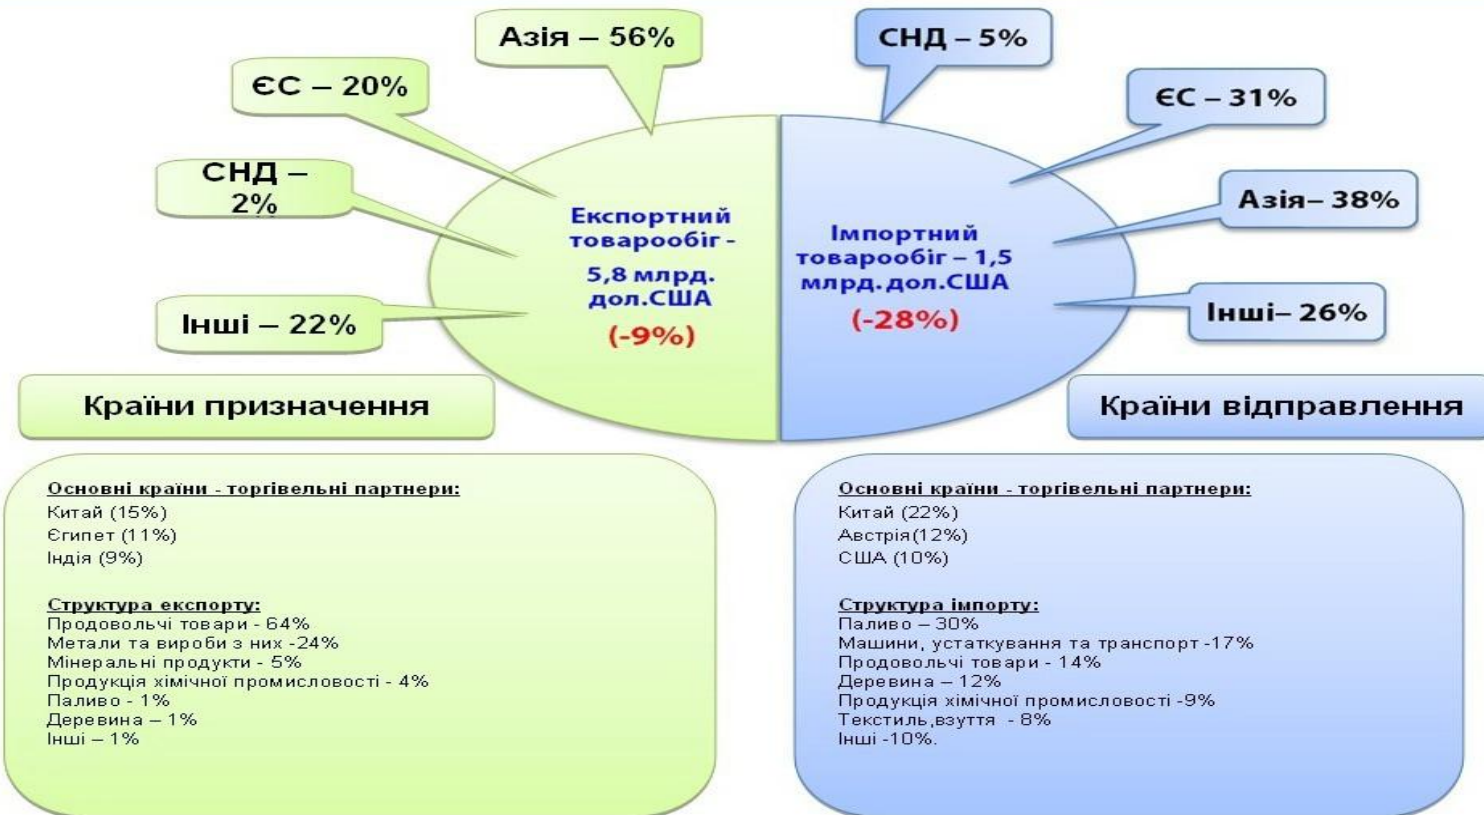 Азія – 56%
СНД – 5%
ЄС – 20%
ЄС – 31%
СНД –
2%
Азія– 38%
Інші – 22%
Інші– 26%
Експортний
товарообіг -
5,8 млрд.
дол.США
(-9%)
Імпортний
товарообіг – 1,5
млрд. дол.США
(-28%)
Країни призначення
Країни відправлення
Основні країни - торгівельні партнери:
Китай (15%)
Єгипет (11%)
Індія (9%)
Структура експорту:
Продовольчі товари - 64%
Метали та вироби з них -24%
Мінеральні продукти - 5%
Продукція хімічної промисловості - 4%
Паливо - 1%
Деревина – 1%
Інші – 1%
Основні країни - торгівельні партнери:
Китай (22%)
Австрія(12%)
США (10%)
Структура імпорту:
Паливо – 30%
Машини, устаткування та транспорт -17%
Продовольчі товари - 14%
Деревина – 12%
Продукція хімічної промисловості -9%
Текстиль,взуття - 8%
Інші -10%.